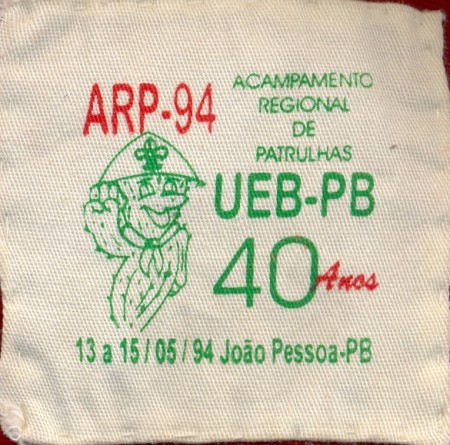 ARP-94
ACAMPAMENTO
REGIONAL
DE
PATRULHAS
UEB-PB
40 Anos
13 a 15/05/94 João Pessoa-PB